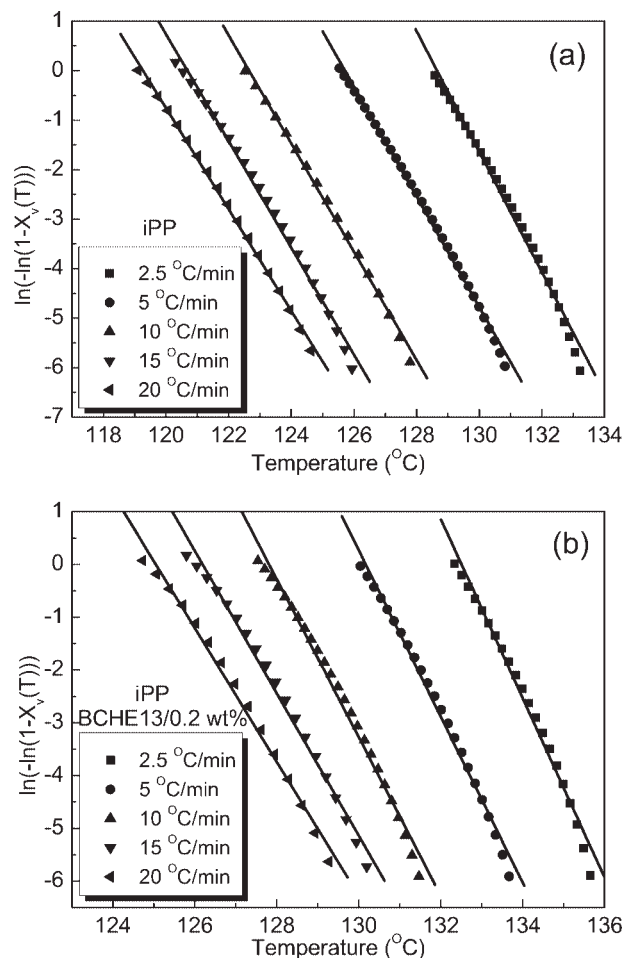 (a)
ln(-ln(1-Xv(T)))
1
0
-1
-2
-3
-4
-5
-6
-7
iPP
2.5 °C/min
5 °C/min
10 °C/min
15 °C/min
20 °C/min
118 120 122 124 126 128 130 132 134
Temperature (°C)
(b)
ln(-ln(1-Xv(T)))
1
0
-1
-2
-3
-4
-5
-6
iPP
BCHE13/0.2 wt%
2.5 °C/min
5 °C/min
10 °C/min
15 °C/min
20 °C/min
124 126 128 130 132 134 136
Temperature (°C)